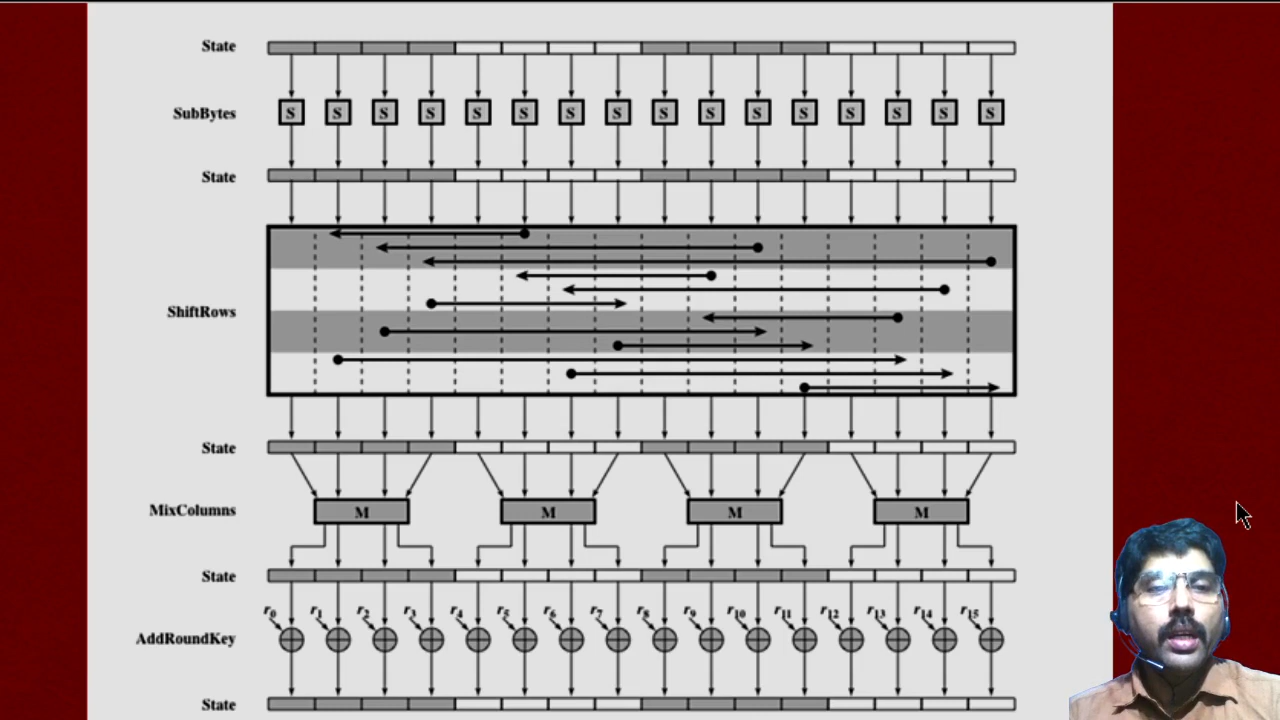 State
S S S S S S S S S S S S S S S S
SubBytes
State
ShiftRows
State
MixColumns
M M M M
State
r0 r1 r2 r3 r4 r5 r6 r7 r8 r9 r10 r11 r12 r13 r14 r15
AddRoundKey
State